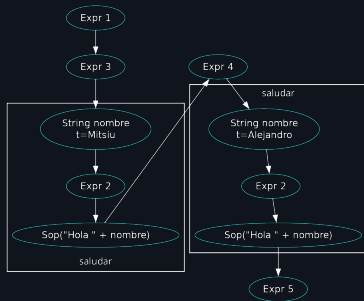 Expr 1
Expr 3
String nombre
t=Mitsiu
Expr 2
Sop("Hola " + nombre)
saludar
Expr 4
saludar
String nombre
t=Alejandro
Expr 2
Sop("Hola " + nombre)
Expr 5